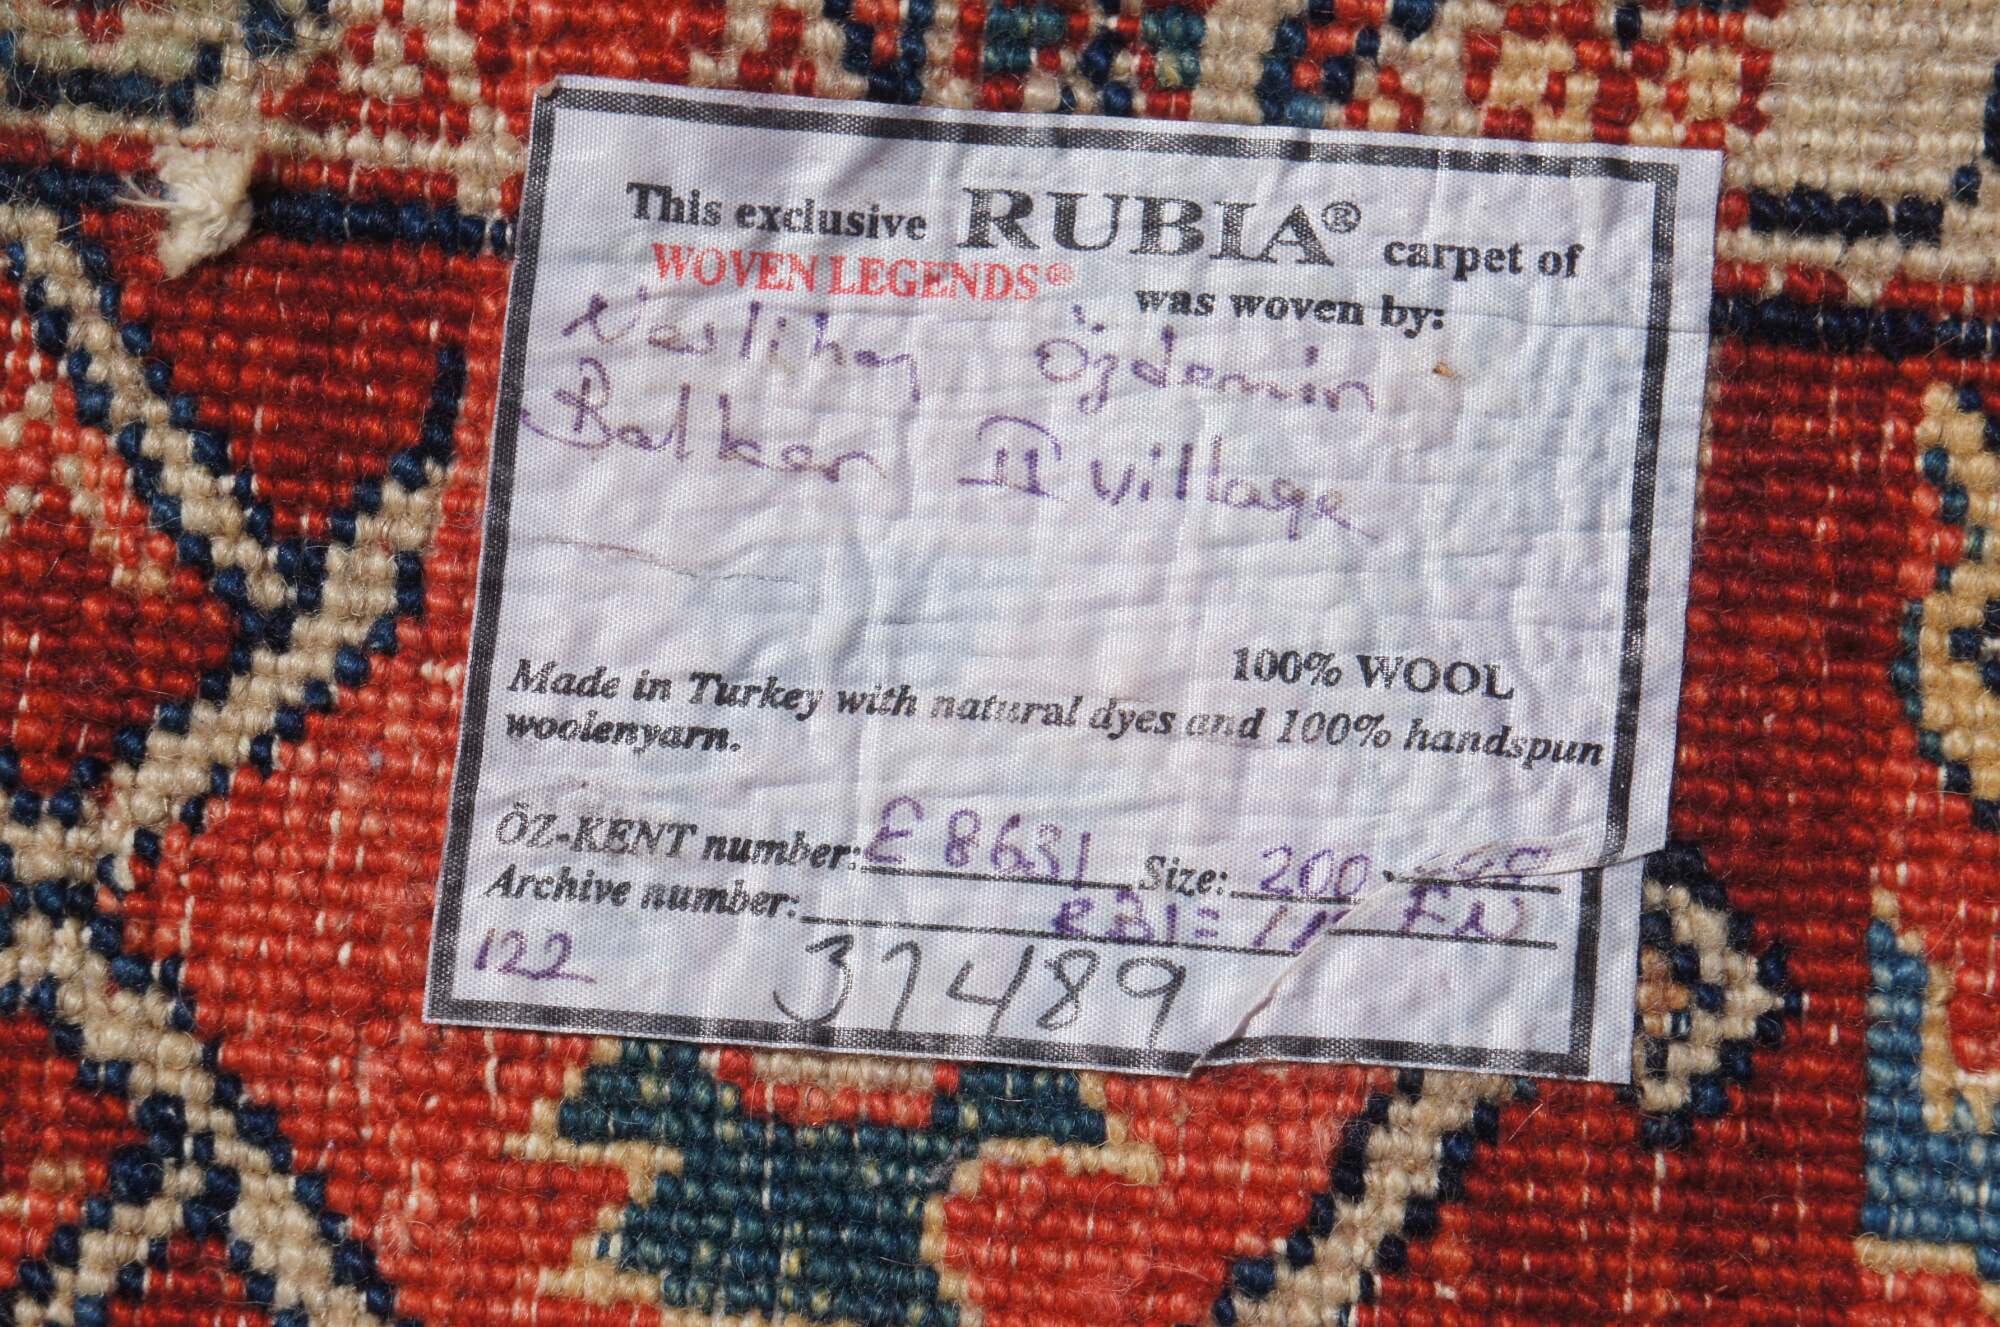 This exclusive RUBIA® carpet of
WOVEN LEGENDS® was woven by:
Neslihan Özdemir
Balkan II village
100% WOOL
Made in Turkey with natural dyes and 100% handspun
woolenyarn.
ÖZ-KENT number: E 8631 Size: 200
Archive number:
122 37489